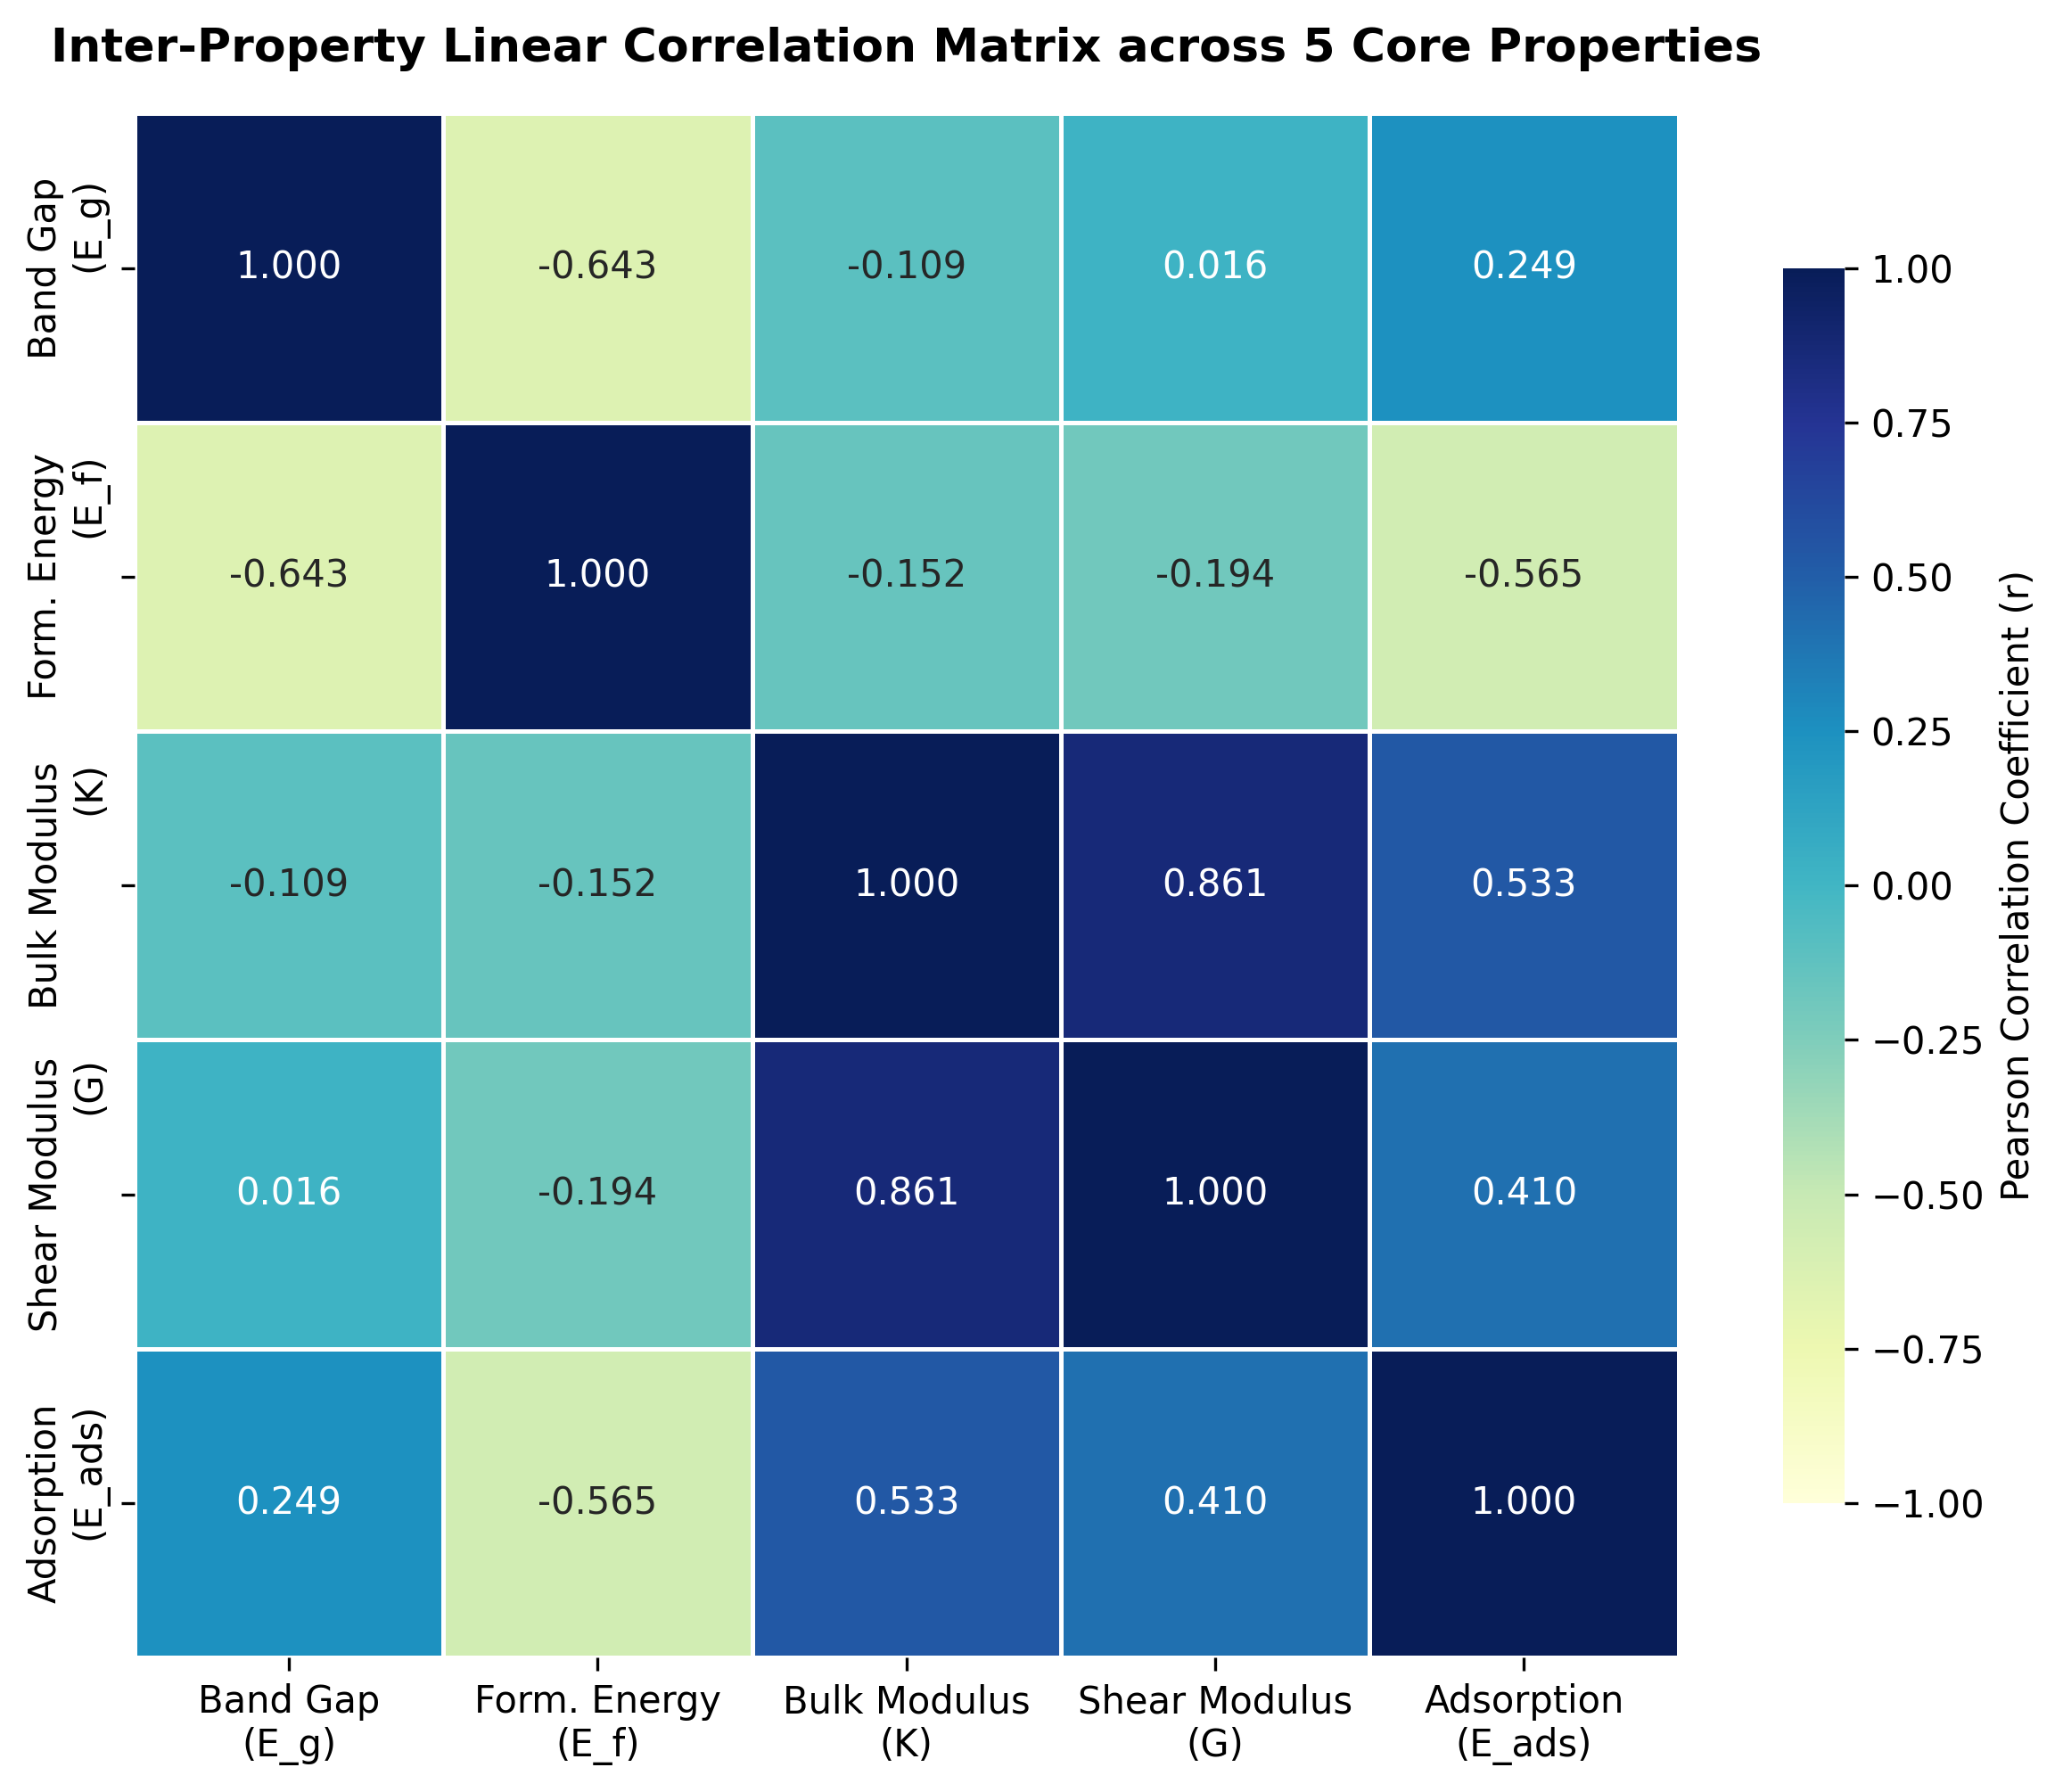 Inter-Property Linear Correlation Matrix across 5 Core Properties
Band Gap
(E_g)
1.000 -0.643 -0.109 0.016 0.249
Form. Energy
(E_f)
-0.643 1.000 -0.152 -0.194 -0.565
Bulk Modulus
(K)
-0.109 -0.152 1.000 0.861 0.533
Shear Modulus
(G)
0.016 -0.194 0.861 1.000 0.410
Adsorption
(E_ads)
0.249 -0.565 0.533 0.410 1.000
Band Gap
(E_g)
Form. Energy
(E_f)
Bulk Modulus
(K)
Shear Modulus
(G)
Adsorption
(E_ads)
1.00
0.75
0.50
0.25
0.00
−0.25
−0.50
−0.75
−1.00
Pearson Correlation Coefficient (r)